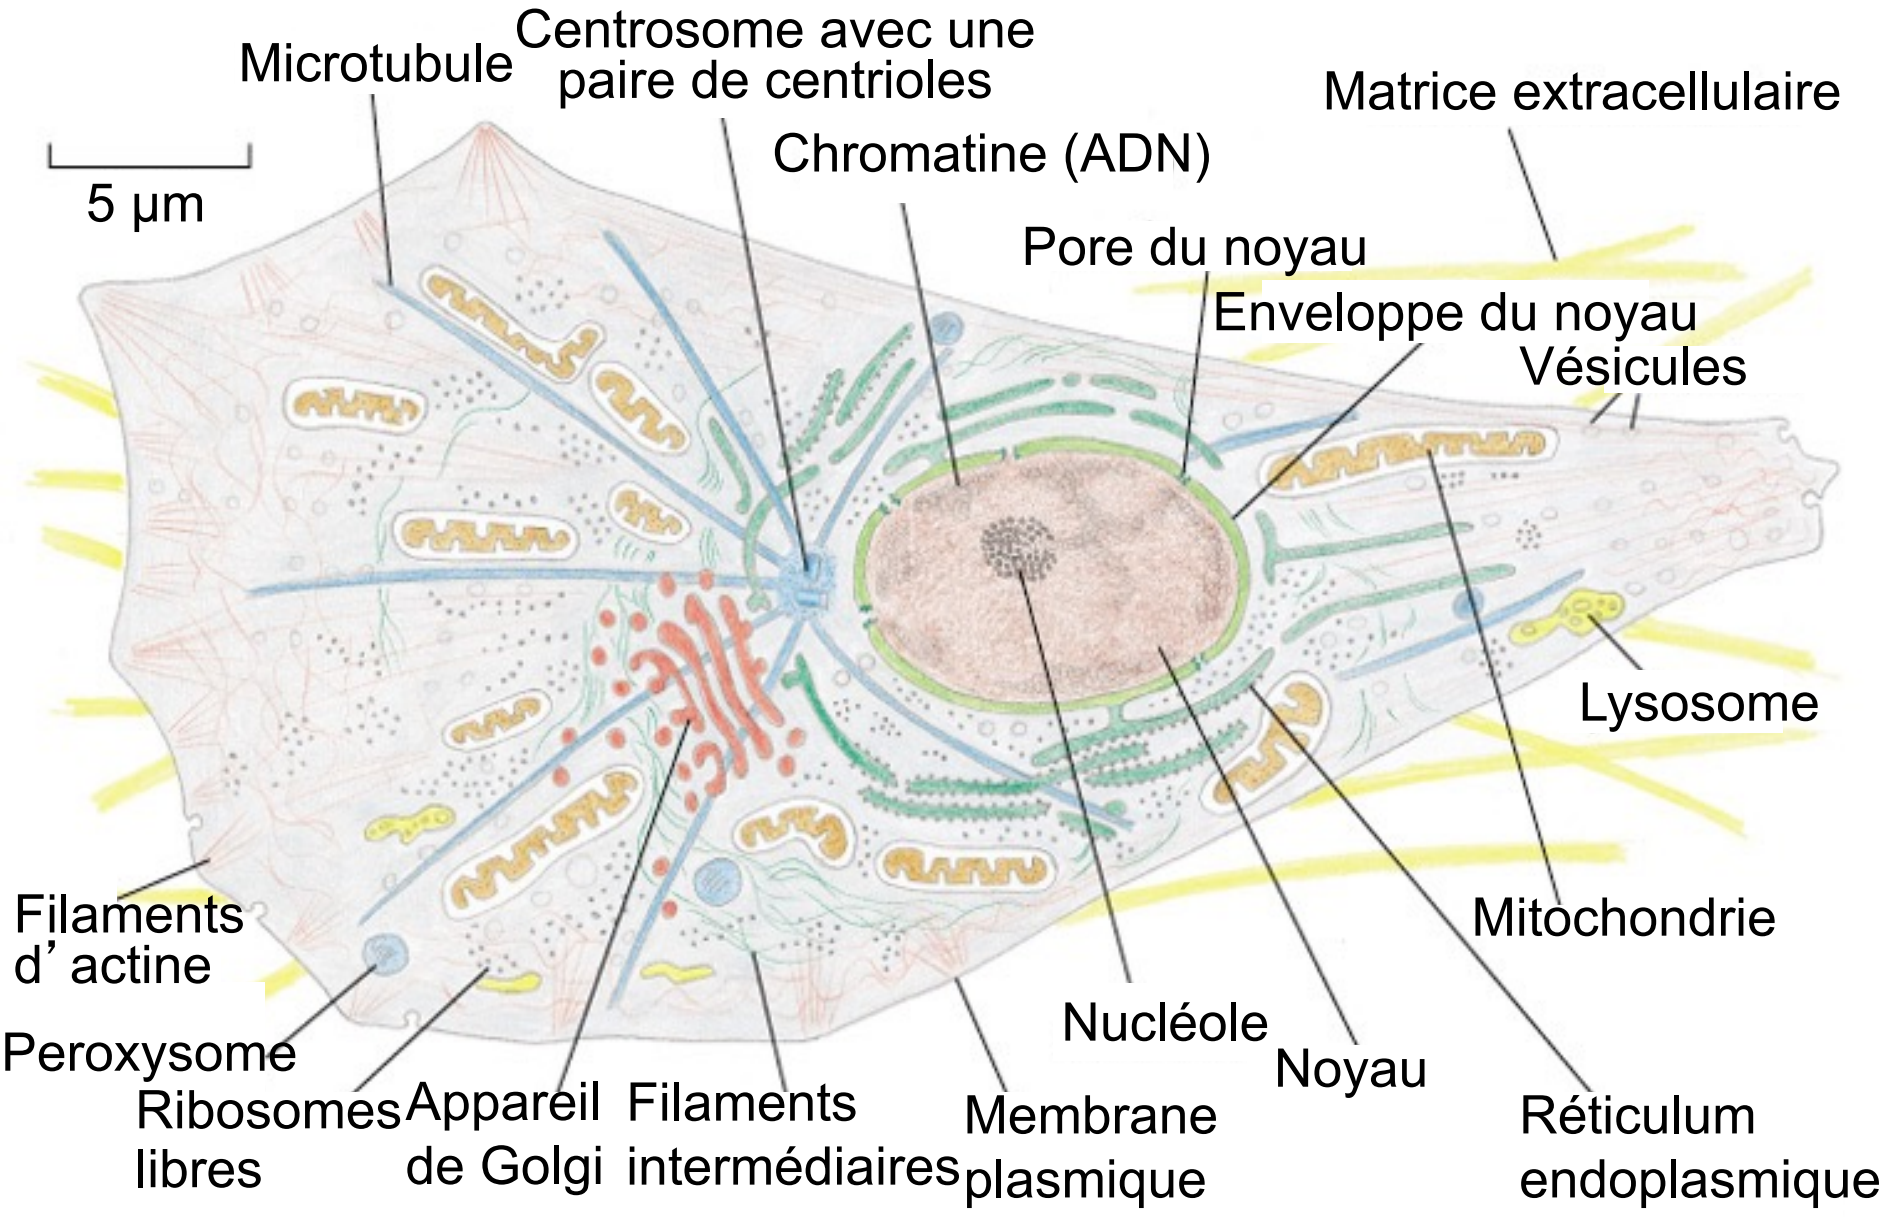 Microtubule
Centrosome avec une
paire de centrioles
Matrice extracellulaire
Chromatine (ADN)
5 µm
Pore du noyau
Enveloppe du noyau
Vésicules
Lysosome
Mitochondrie
Filaments
d’ actine
Nucléole
Noyau
Peroxysome
Ribosomes
libres
Appareil
de Golgi
Filaments
intermédiaires
Membrane
plasmique
Réticulum
endoplasmique